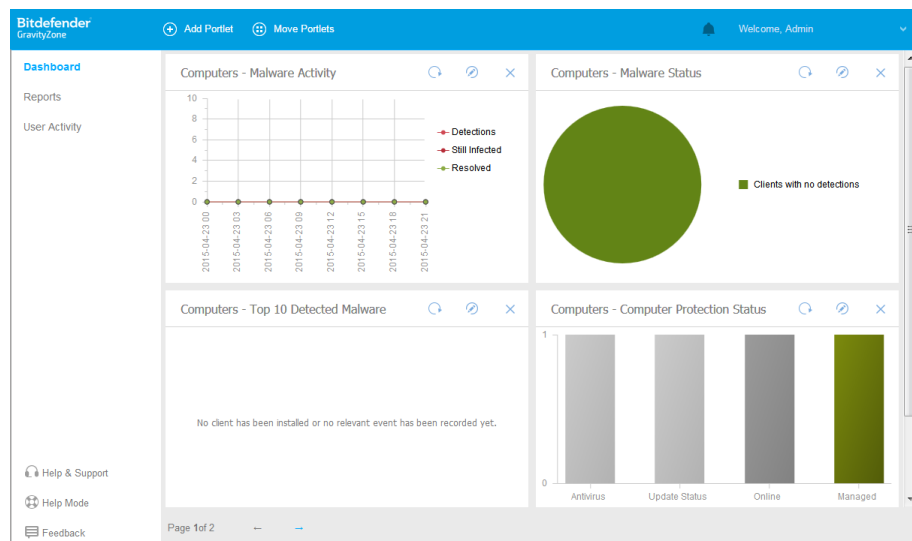 Bitdefender
GravityZone
Add Portlet
Move Portlets
Welcome, Admin
Dashboard
Reports
User Activity
Computers - Malware Activity
10
8
6
4
2
0
2015-04-23 00
2015-04-23 03
2015-04-23 06
2015-04-23 09
2015-04-23 12
2015-04-23 15
2015-04-23 18
2015-04-23 21
Detections
Still Infected
Resolved
Computers - Malware Status
Clients with no detections
Computers - Top 10 Detected Malware
No client has been installed or no relevant event has been recorded yet.
Computers - Computer Protection Status
1
0
Antivirus
Update Status
Online
Managed
Help & Support
Help Mode
Feedback
Page 1of 2